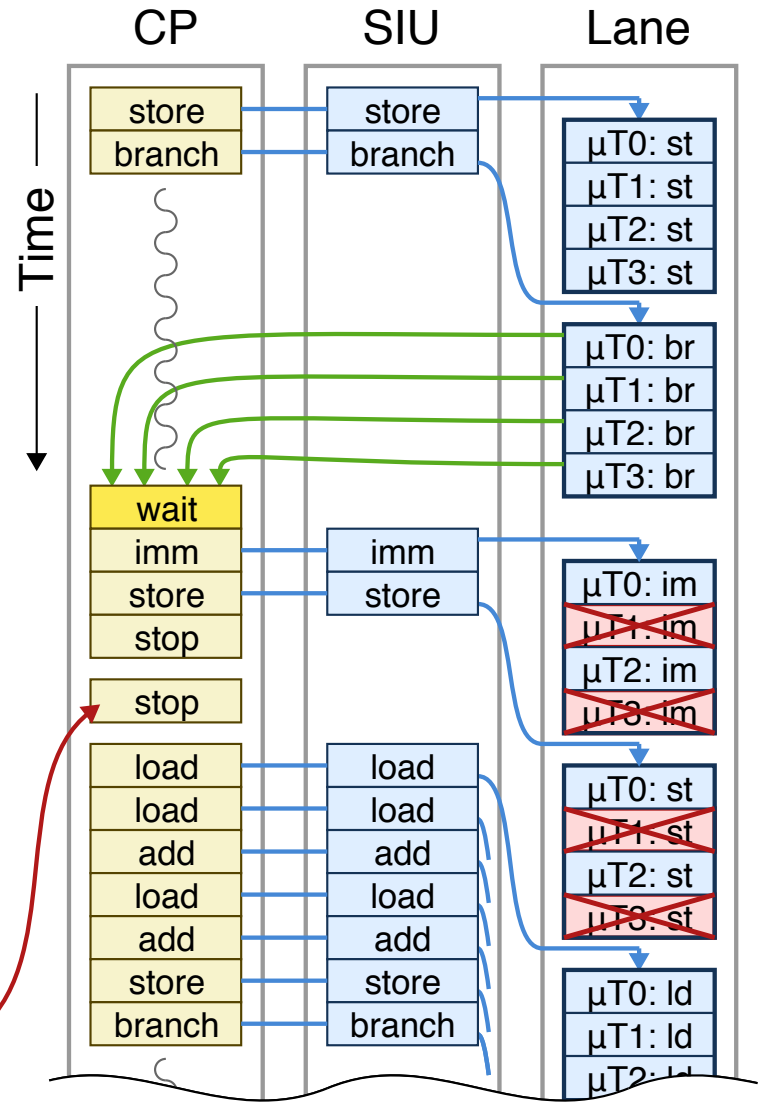 CP SIU Lane
Time
store
branch
wait
imm
store
stop
stop
load
load
add
load
add
store
branch
store
branch
imm
store
load
load
add
load
add
store
branch
µT0: st
µT1: st
µT2: st
µT3: st
µT0: br
µT1: br
µT2: br
µT3: br
µT0: im
µT1: im
µT2: im
µT3: im
µT0: st
µT1: st
µT2: st
µT3: st
µT0: ld
µT1: ld
µT2: ld